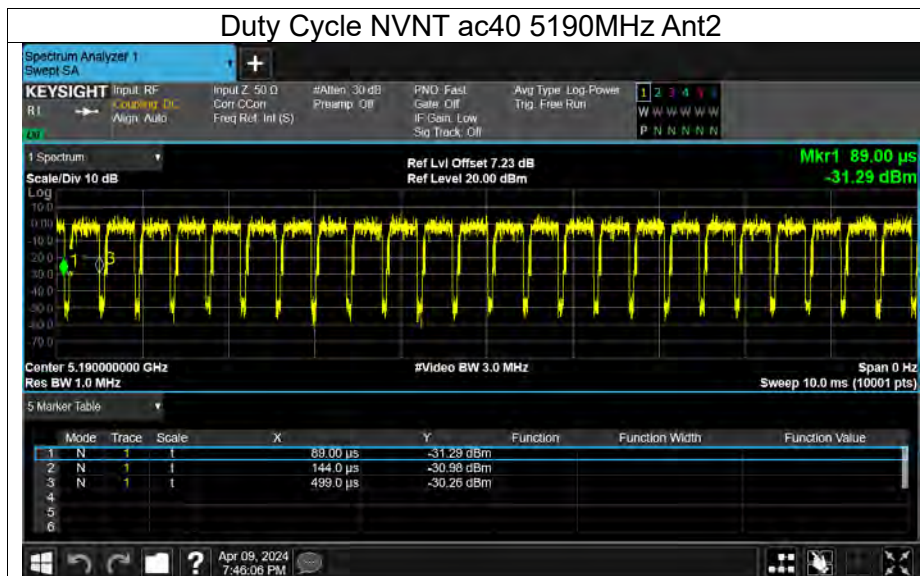 Duty Cycle NVNT ac40 5190MHz Ant2
Spectrum Analyzer 1
Swept SA
+
KEYSIGHT Input: RF Input Z: 50 Ω #Atten: 30 dB PNO: Fast Avg Type: Log-Power 1 2 3 4 5 6
R L Coupling: DC Corr CCorr Preamp: Off Gate: Off Trig: Free Run W W W W W W
Align: Auto Freq Ref: Int (S) IF Gain: Low P N N N N N
Sig Track: Off
1 Spectrum
Ref Lvl Offset 7.23 dB Mkr1 89.00 µs
Scale/Div 10 dB Ref Level 20.00 dBm -31.29 dBm
Log
10.0
0.00
-10.0
-20.0
-30.0
-40.0
-50.0
-60.0
-70.0
1 3
Center 5.190000000 GHz #Video BW 3.0 MHz Span 0 Hz
Res BW 1.0 MHz Sweep 10.0 ms (10001 pts)
5 Marker Table
Mode Trace Scale X Y Function Function Width Function Value
1 N 1 t 89.00 µs -31.29 dBm
2 N 1 t 144.0 µs -30.98 dBm
3 N 1 t 499.0 µs -30.26 dBm
4
5
6
? Apr 09, 2024
7:46:06 PM